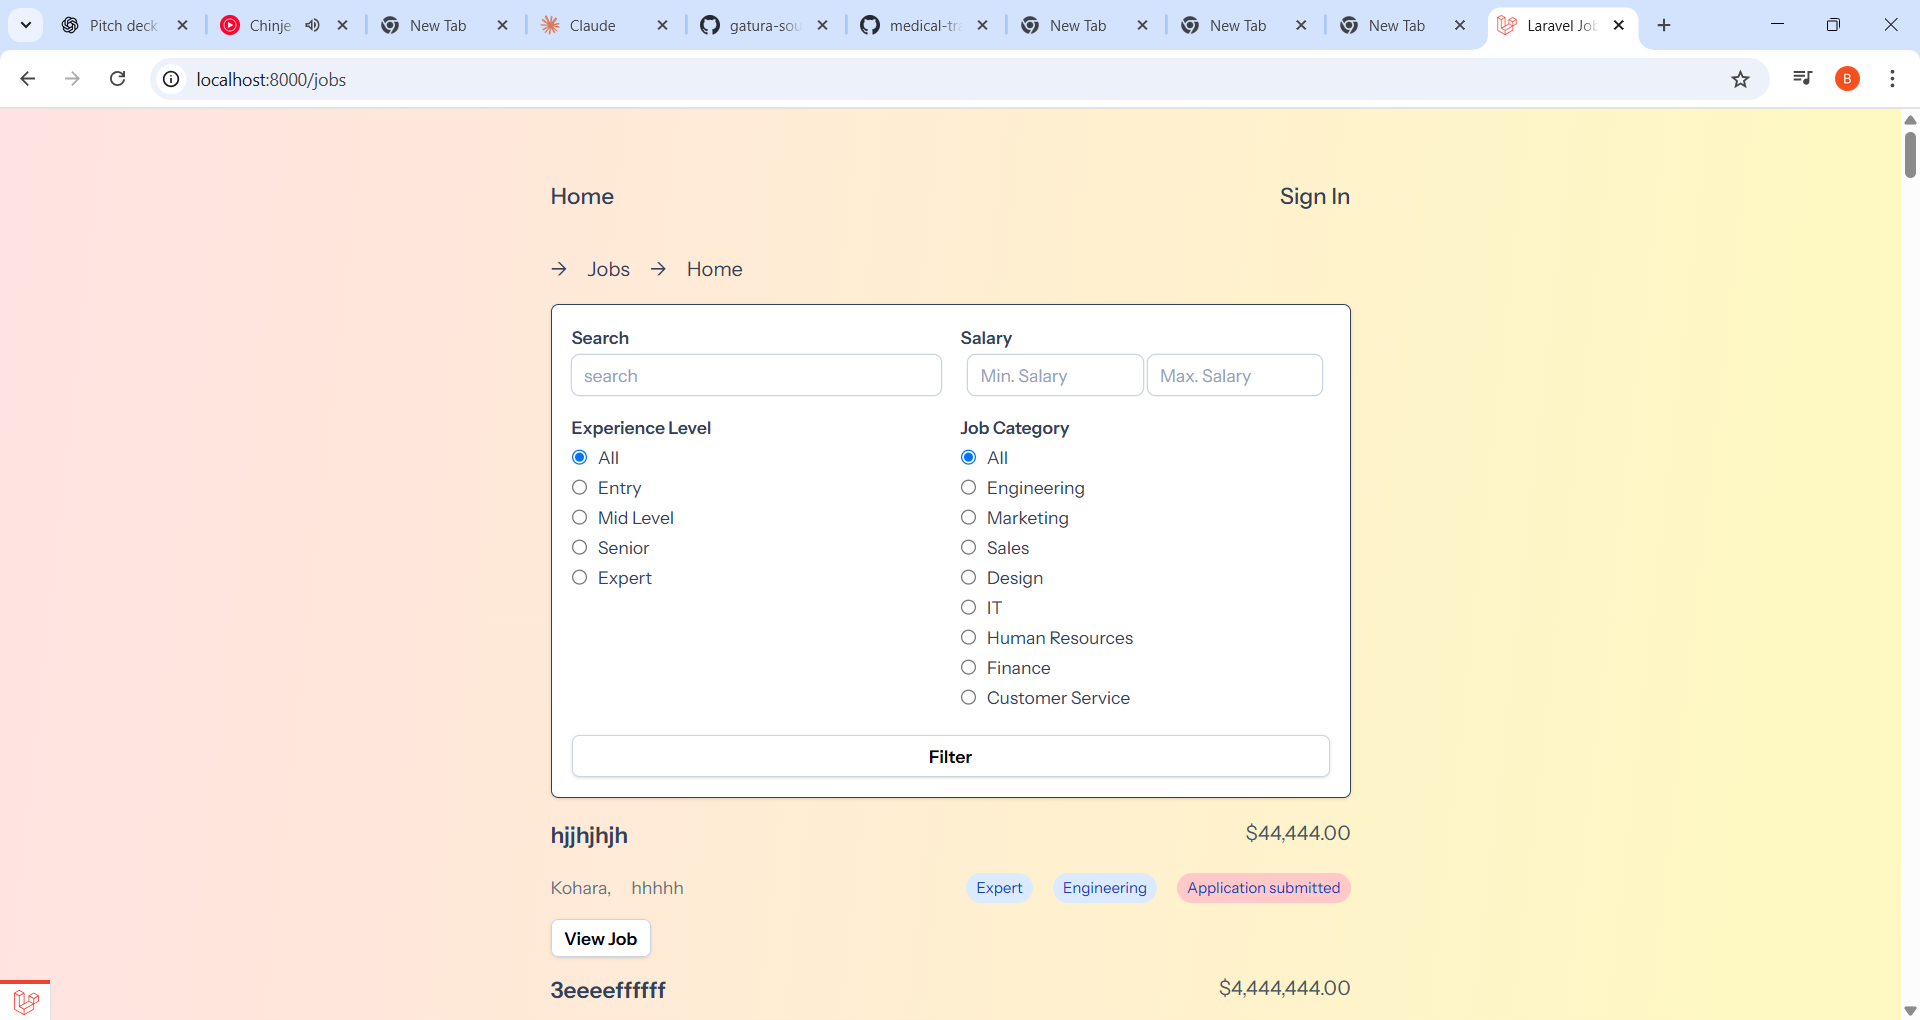 Pitch deck
Chinje
New Tab
Claude
gatura-sou
medical-tra
New Tab
New Tab
New Tab
Laravel Job
localhost:8000/jobs
B
Home
Sign In
→ Jobs → Home
Search
Salary
search
Min. Salary
Max. Salary
Experience Level
All
Entry
Mid Level
Senior
Expert
Job Category
All
Engineering
Marketing
Sales
Design
IT
Human Resources
Finance
Customer Service
Filter
hjjhjhjh
$44,444.00
Kohara, hhhhh
Expert
Engineering
Application submitted
View Job
3eeeeffffff
$4,444,444.00